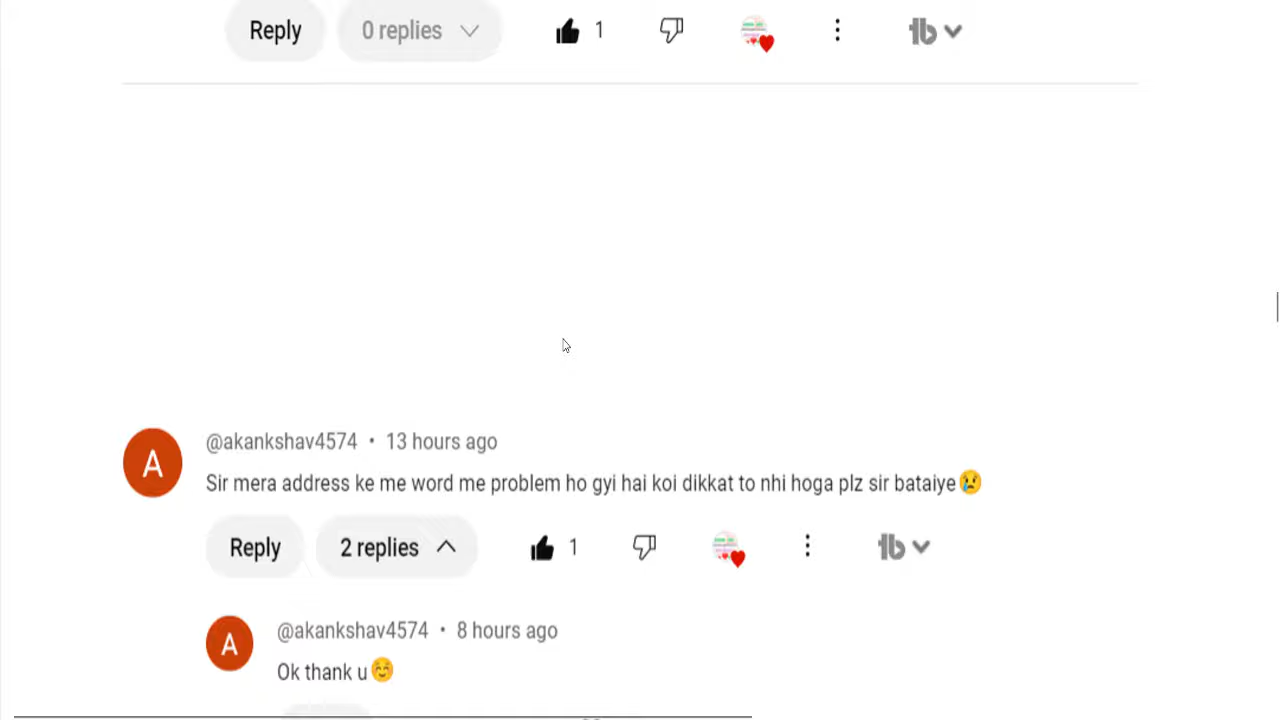 Reply 0 replies 1
@akankshav4574 • 13 hours ago
A
Sir mera address ke me word me problem ho gyi hai koi dikkat to nhi hoga plz sir bataiye😢
Reply 2 replies 1
@akankshav4574 • 8 hours ago
A
Ok thank u☺️